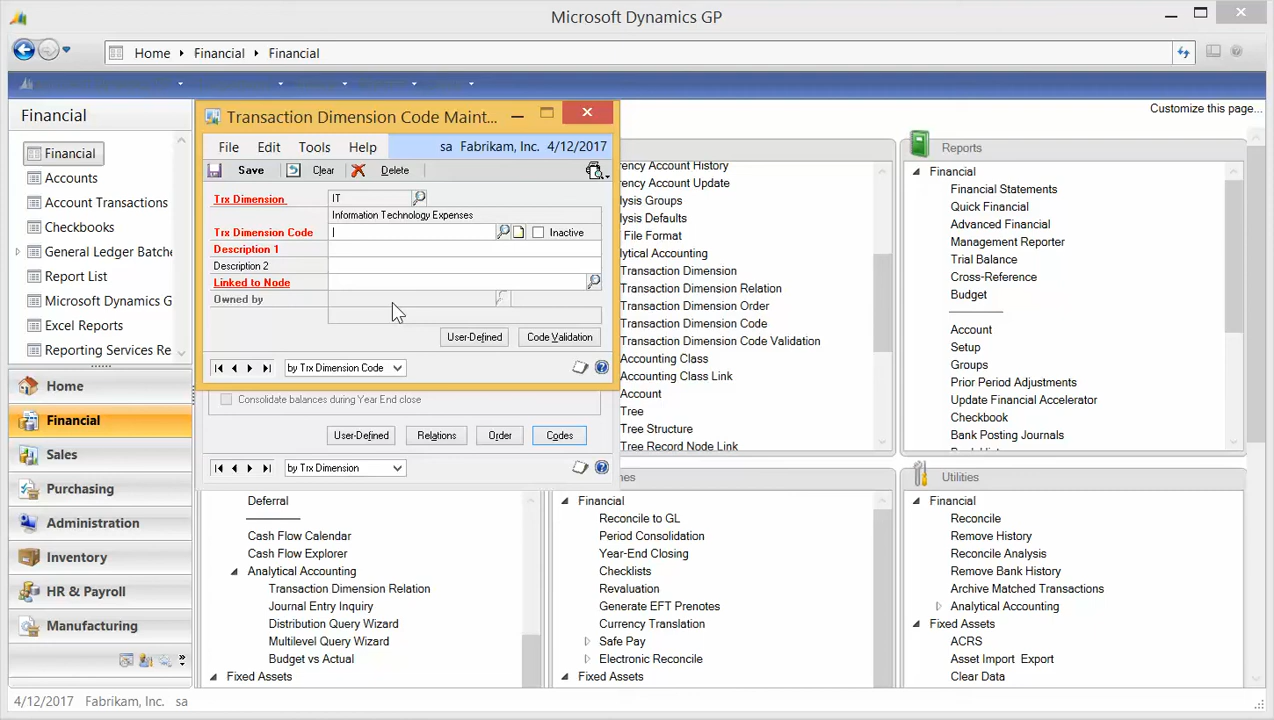 Microsoft Dynamics GP
Home Financial Financial
Financial
Customize this page...
Financial
Accounts
Account Transactions
Checkbooks
General Ledger Batche
Report List
Microsoft Dynamics G
Excel Reports
Reporting Services Re
Home
Financial
Sales
Purchasing
Administration
Inventory
HR & Payroll
Manufacturing
Transaction Dimension Code Maint...
File Edit Tools Help
sa Fabrikam, Inc. 4/12/2017
Save Clear Delete
Trx Dimension IT
Information Technology Expenses
Trx Dimension Code Inactive
Description 1
Description 2
Linked to Node
Owned by
User-Defined Code Validation
by Trx Dimension Code
Consolidate balances during Year End close
User-Defined Relations Order Codes
by Trx Dimension
Deferral
Cash Flow Calendar
Cash Flow Explorer
Analytical Accounting
Transaction Dimension Relation
Journal Entry Inquiry
Distribution Query Wizard
Multilevel Query Wizard
Budget vs Actual
Fixed Assets
rency Account History
rency Account Update
lysis Groups
lysis Defaults
File Format
lytical Accounting
Transaction Dimension
Transaction Dimension Relation
Transaction Dimension Order
Transaction Dimension Code
Transaction Dimension Code Validation
Accounting Class
Accounting Class Link
Account
Tree
Tree Structure
Tree Record Node Link
nes
Financial
Reconcile to GL
Period Consolidation
Year-End Closing
Checklists
Revaluation
Generate EFT Prenotes
Currency Translation
Safe Pay
Electronic Reconcile
Fixed Assets
Reports
Financial
Financial Statements
Quick Financial
Advanced Financial
Management Reporter
Trial Balance
Cross-Reference
Budget
Account
Setup
Groups
Prior Period Adjustments
Update Financial Accelerator
Checkbook
Bank Posting Journals
Utilities
Financial
Reconcile
Remove History
Reconcile Analysis
Remove Bank History
Archive Matched Transactions
Analytical Accounting
Fixed Assets
ACRS
Asset Import Export
Clear Data
4/12/2017 Fabrikam, Inc. sa